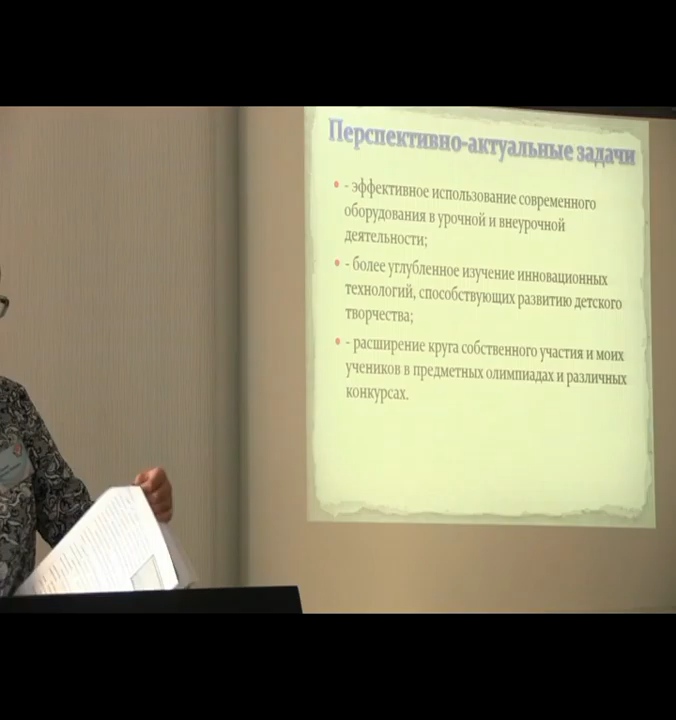 Перспективно-актуальные задачи
• - эффективное использование современного
оборудования в урочной и внеурочной
деятельности;
• - более углубленное изучение инновационных
технологий, способствующих развитию детского
творчества;
• - расширение круга собственного участия и моих
учеников в предметных олимпиадах и различных
конкурсах.